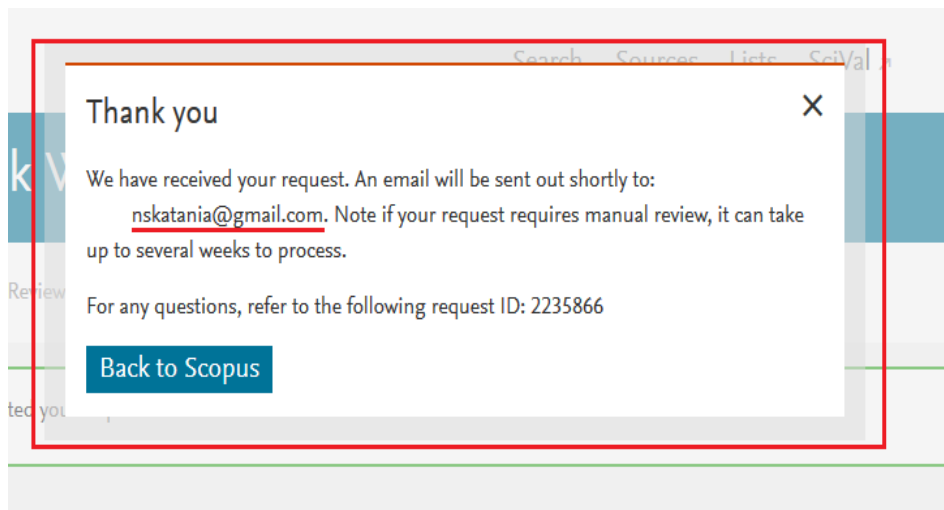 Search Sources Lists SciVal ↗
Thank you
k
We have received your request. An email will be sent out shortly to:
nskatania@gmail.com. Note if your request requires manual review, it can take
up to several weeks to process.
Review
For any questions, refer to the following request ID: 2235866
Back to Scopus
ted you